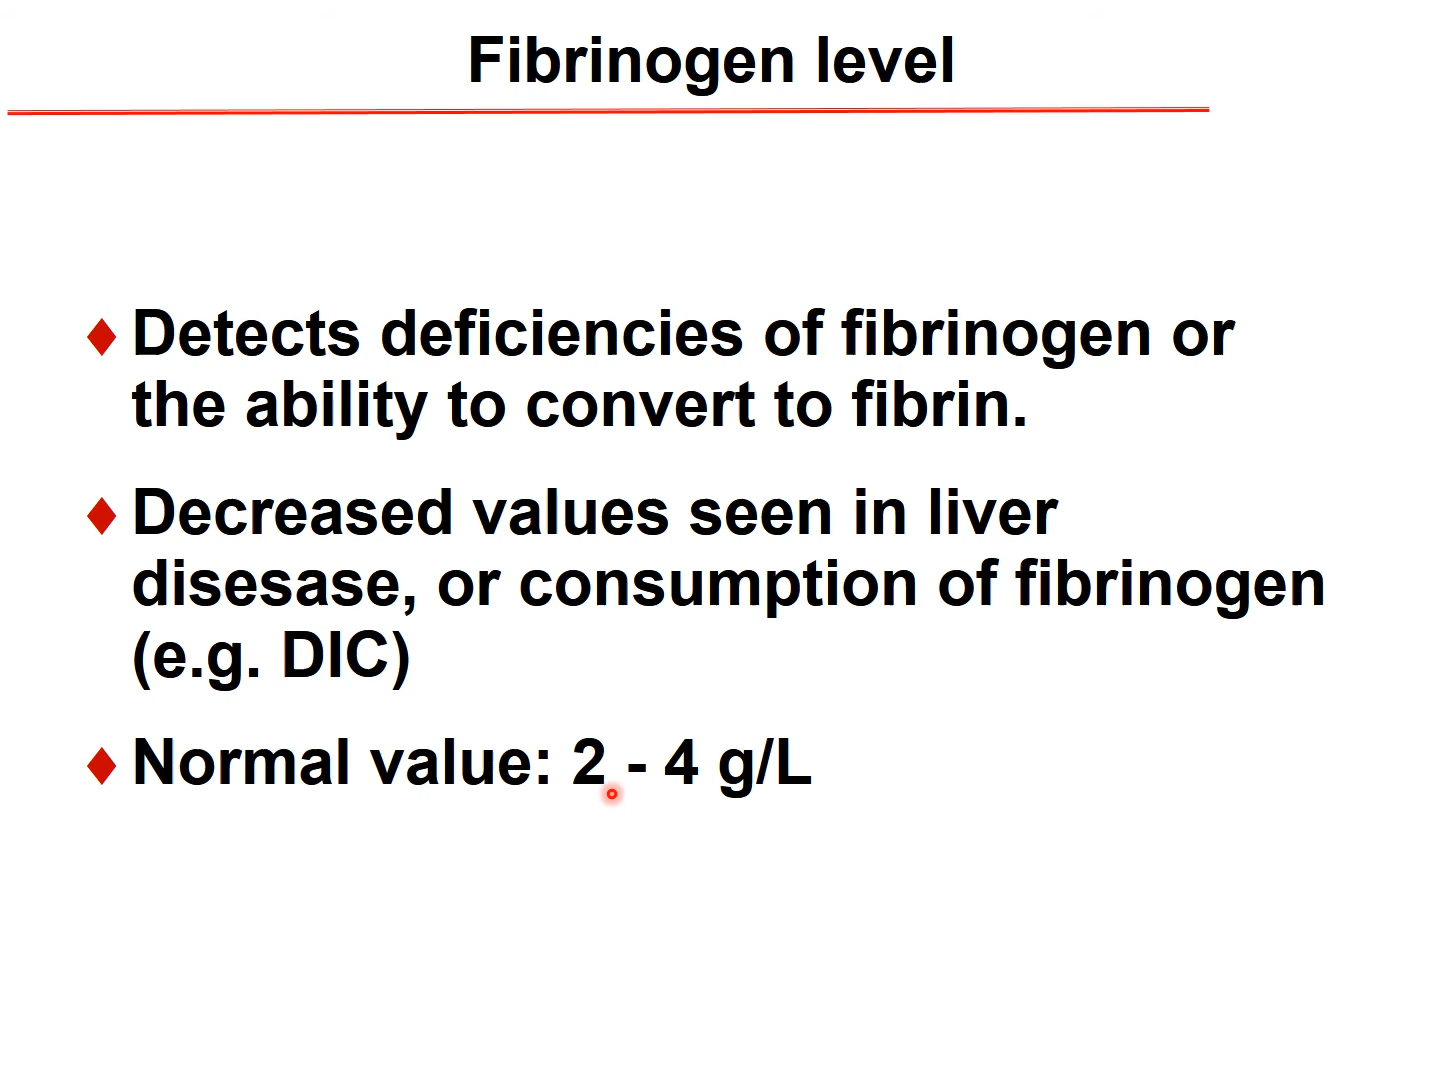 Fibrinogen level
Detects deficiencies of fibrinogen or
the ability to convert to fibrin.
Decreased values seen in liver
disesase, or consumption of fibrinogen
(e.g. DIC)
Normal value: 2 - 4 g/L